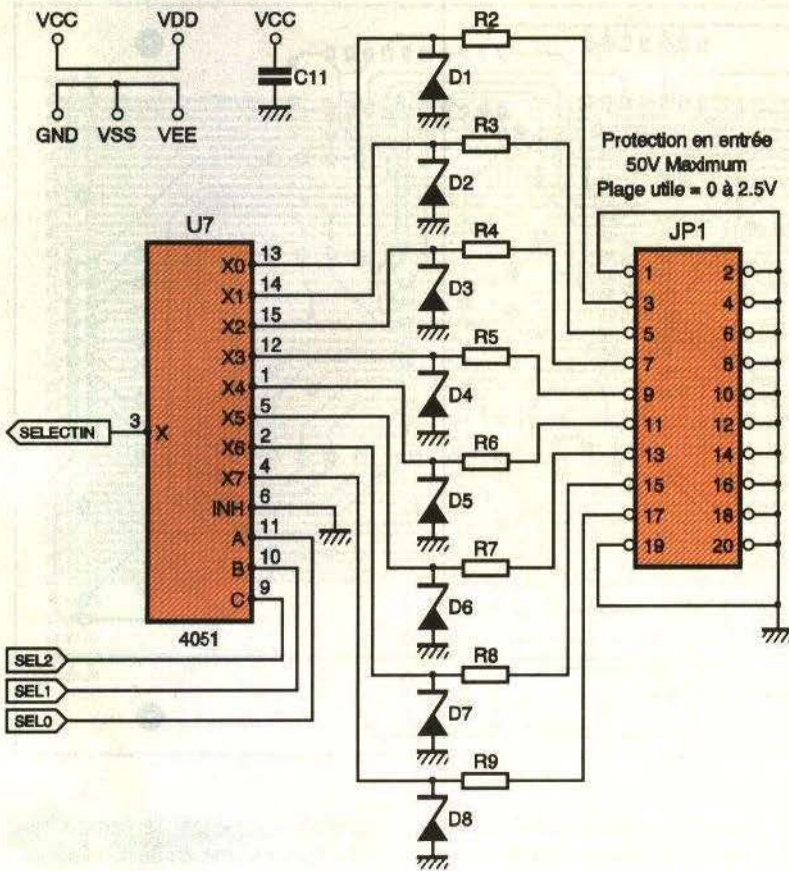 VCC VDD VCC
C11
GND VSS VEE
R2
D1
R3
D2
Protection en entrée
50V Maximum
Plage utile = 0 à 2.5V
U7
R4
D3
JP1
X0 13
X1 14
X2 15
X3 12
X4 1
X5 5
X6 2
X7 4
INH 6
A 11
B 10
C 9
SELECTIN 3 X
4051
SEL2
SEL1
SEL0
R5
D4
R6
D5
R7
D6
R8
D7
R9
D8
1 2
3 4
5 6
7 8
9 10
11 12
13 14
15 16
17 18
19 20